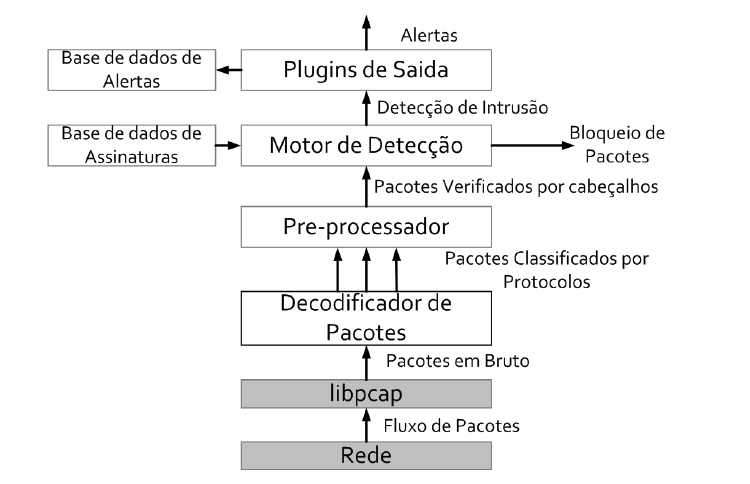 Alertas
Base de dados de
Alertas
Plugins de Saida
Detecção de Intrusão
Base de dados de
Assinaturas
Motor de Detecção
Bloqueio de
Pacotes
Pacotes Verificados por cabeçalhos
Pre-processador
Pacotes Classificados por
Protocolos
Decodificador de
Pacotes
Pacotes em Bruto
libpcap
Fluxo de Pacotes
Rede